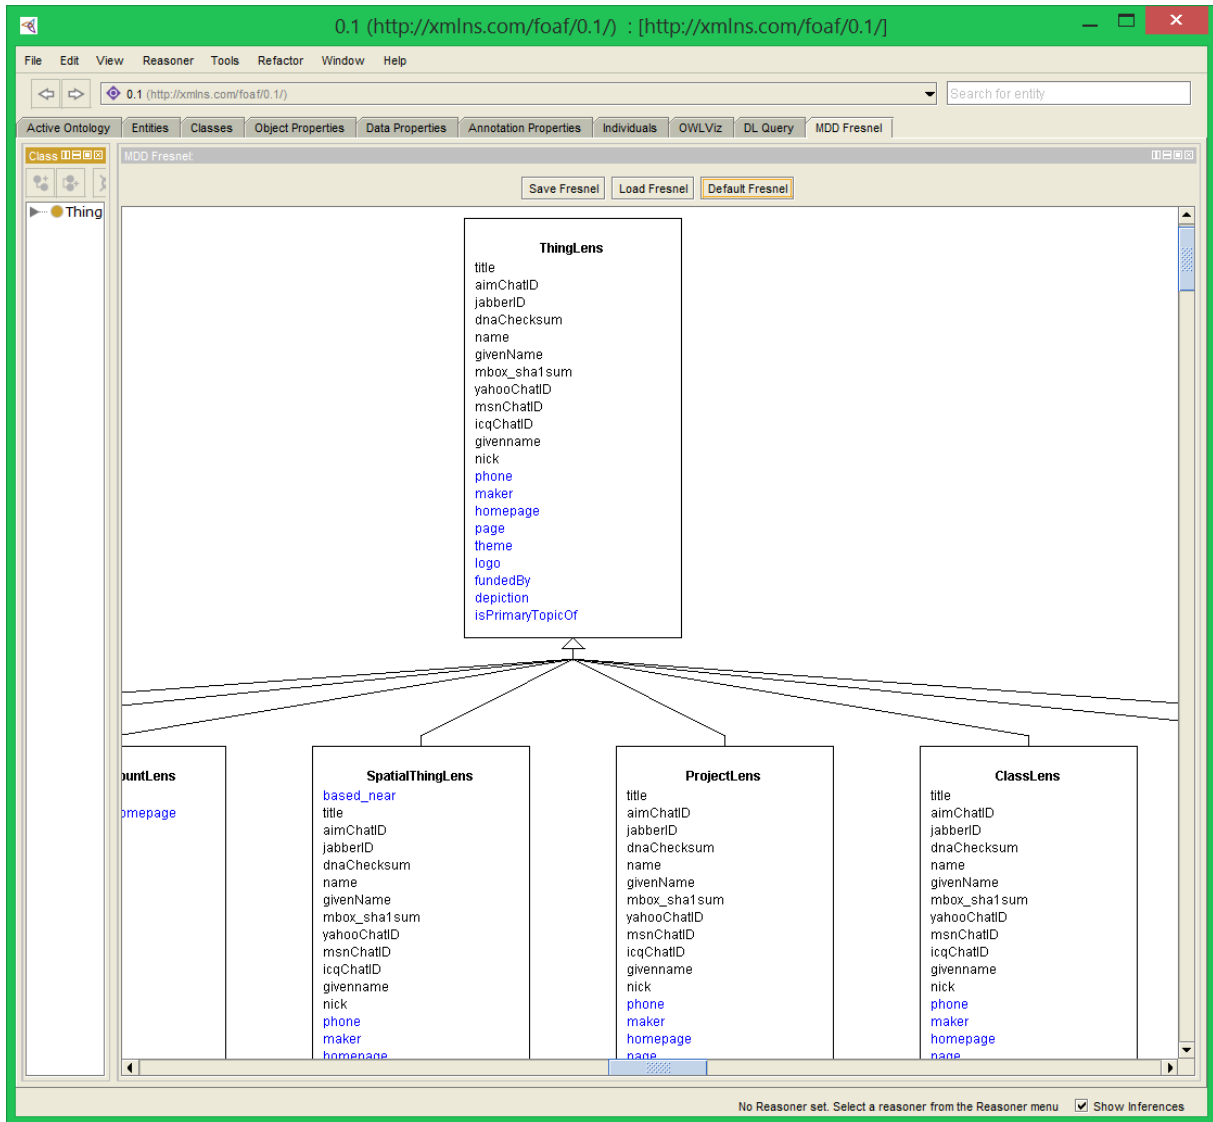 0.1 (http://xmlns.com/foaf/0.1/) : [http://xmlns.com/foaf/0.1/]
File Edit View Reasoner Tools Refactor Window Help
0.1 (http://xmlns.com/foaf/0.1/) Search for entity
Active Ontology Entities Classes Object Properties Data Properties Annotation Properties Individuals OWLViz DL Query MDD Fresnel
Class MDD Fresnel:
Save Fresnel Load Fresnel Default Fresnel
Thing
ThingLens
title
aimChatID
jabberID
dnaChecksum
name
givenName
mbox_sha1sum
yahooChatID
msnChatID
icqChatID
givenname
nick
phone
maker
homepage
page
theme
logo
fundedBy
depiction
isPrimaryTopicOf
ountLens
omepage
SpatialThingLens
based_near
title
aimChatID
jabberID
dnaChecksum
name
givenName
mbox_sha1sum
yahooChatID
msnChatID
icqChatID
givenname
nick
phone
maker
homepage
ProjectLens
title
aimChatID
jabberID
dnaChecksum
name
givenName
mbox_sha1sum
yahooChatID
msnChatID
icqChatID
givenname
nick
phone
maker
homepage
page
ClassLens
title
aimChatID
jabberID
dnaChecksum
name
givenName
mbox_sha1sum
yahooChatID
msnChatID
icqChatID
givenname
nick
phone
maker
homepage
page
No Reasoner set. Select a reasoner from the Reasoner menu Show Inferences